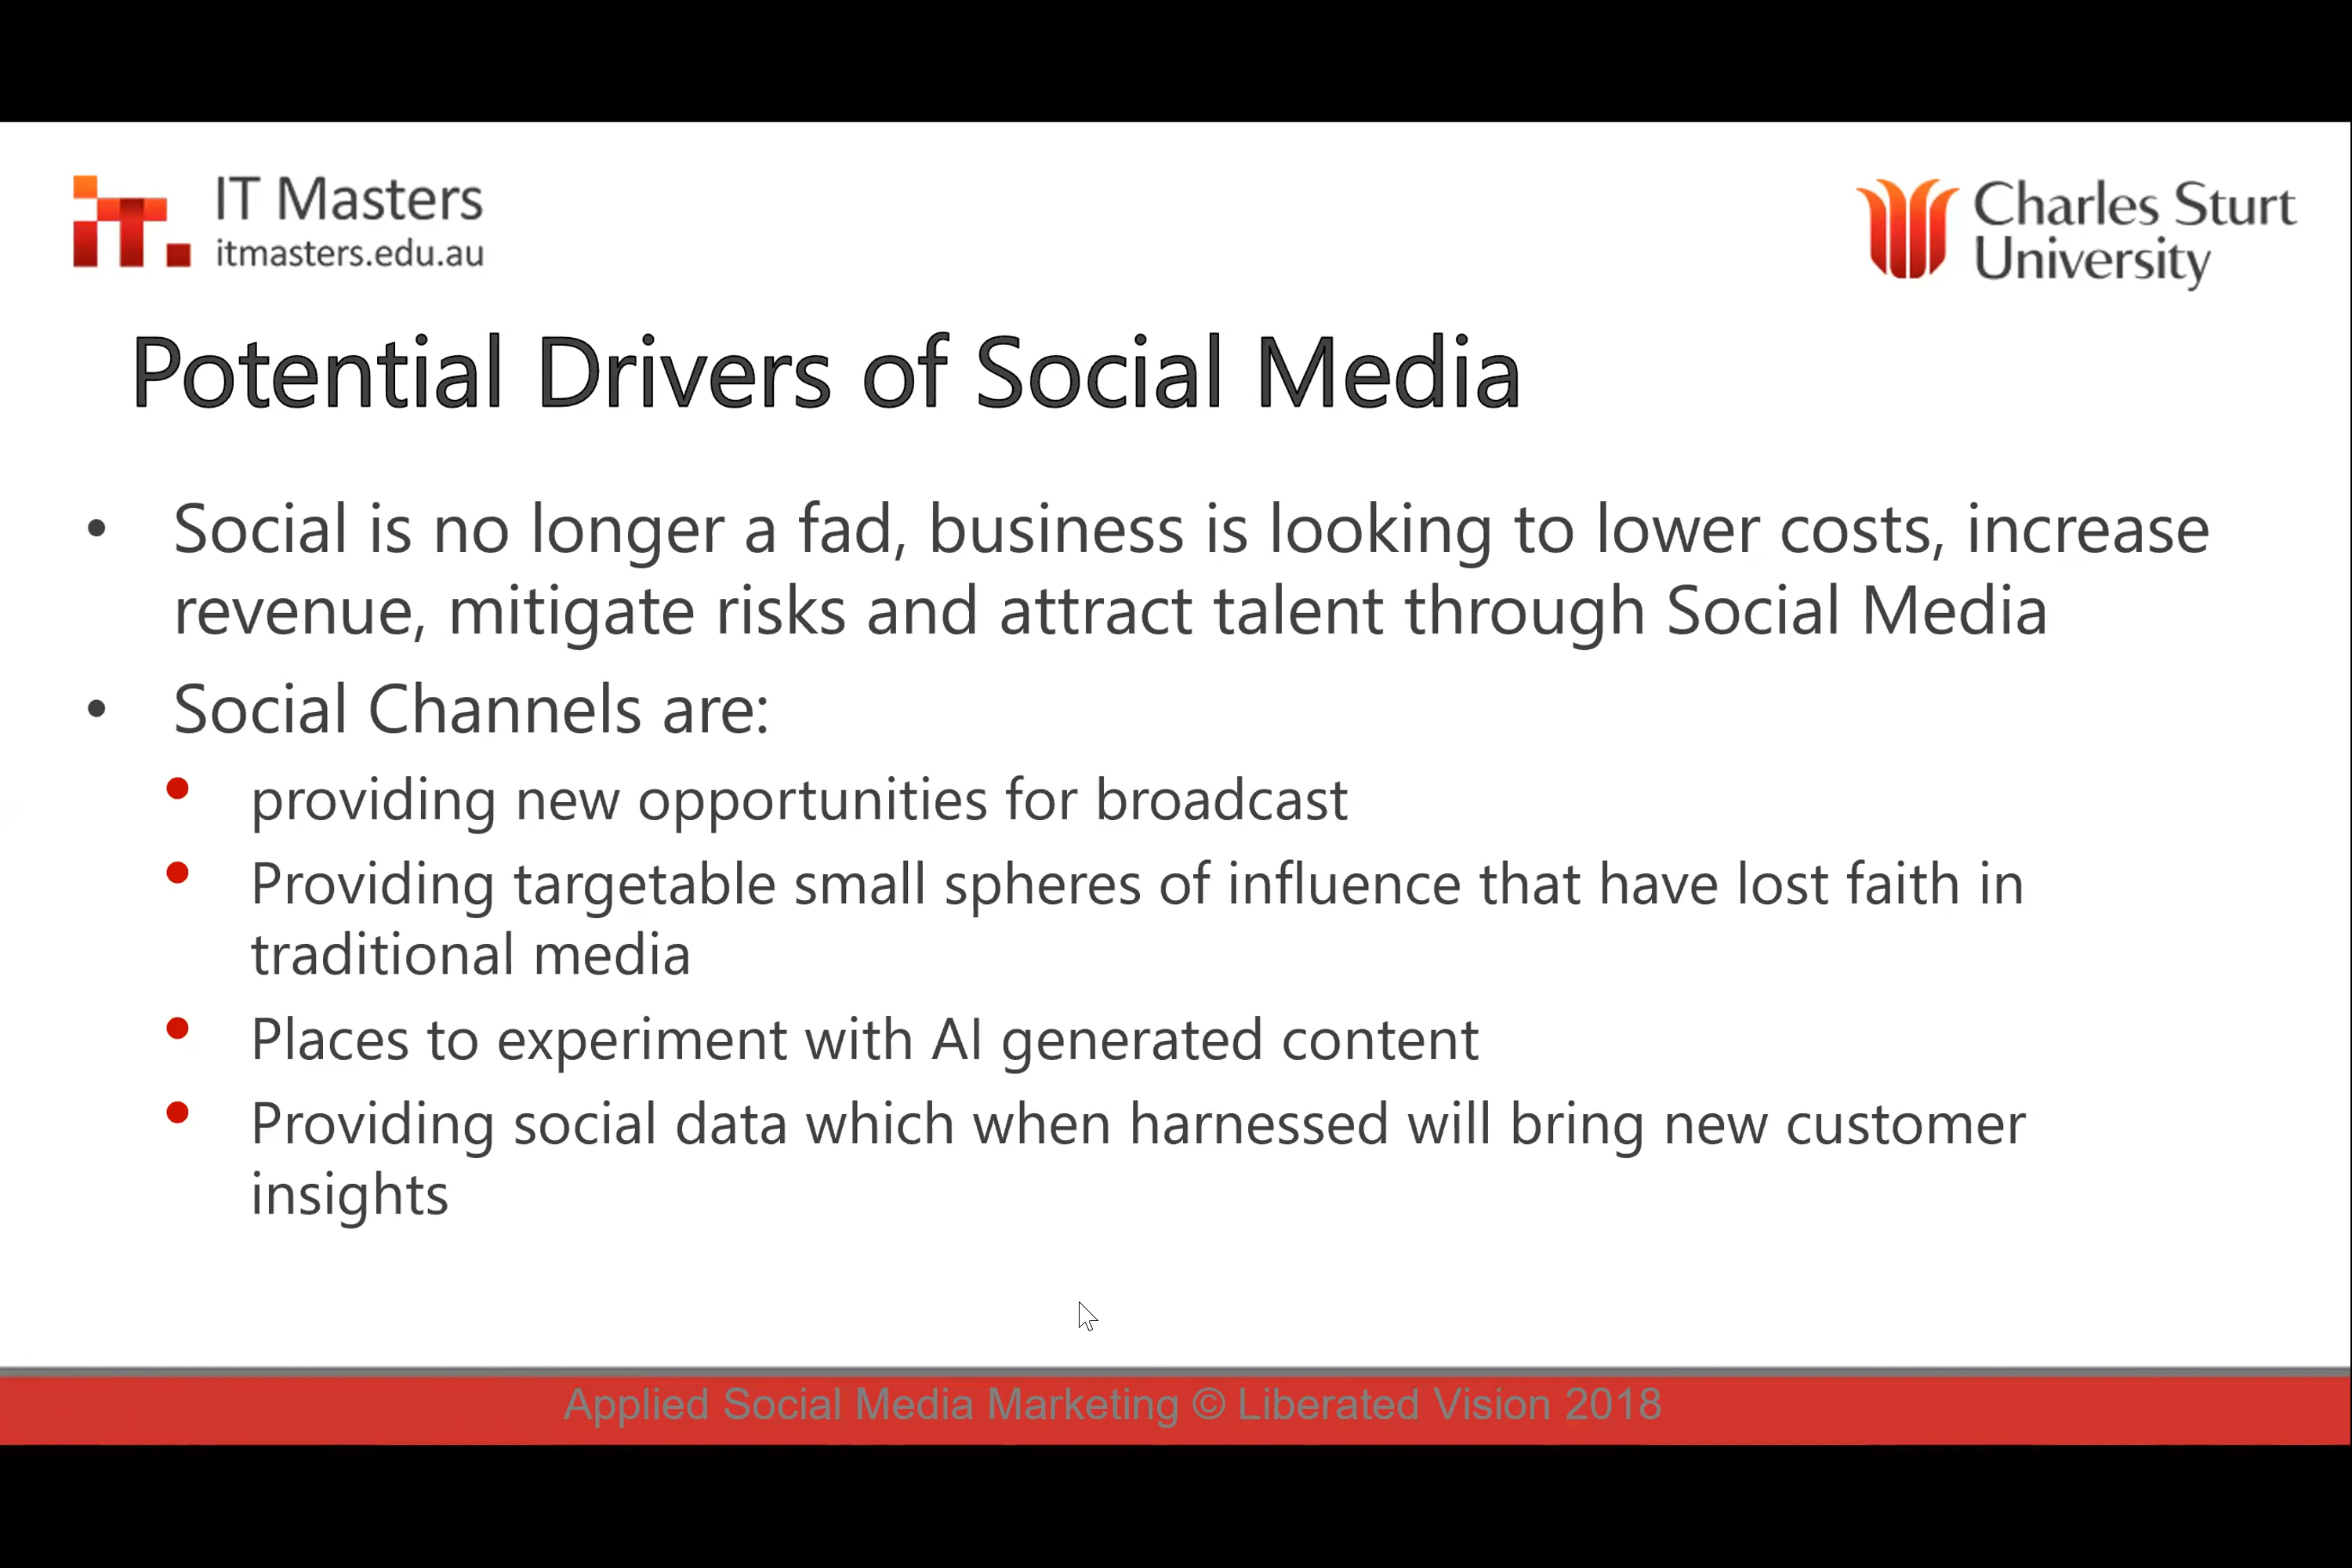 IT Masters
itmasters.edu.au
Charles Sturt
University
Potential Drivers of Social Media
• Social is no longer a fad, business is looking to lower costs, increase
revenue, mitigate risks and attract talent through Social Media
• Social Channels are:
• providing new opportunities for broadcast
• Providing targetable small spheres of influence that have lost faith in
traditional media
• Places to experiment with AI generated content
• Providing social data which when harnessed will bring new customer
insights
Applied Social Media Marketing © Liberated Vision 2018